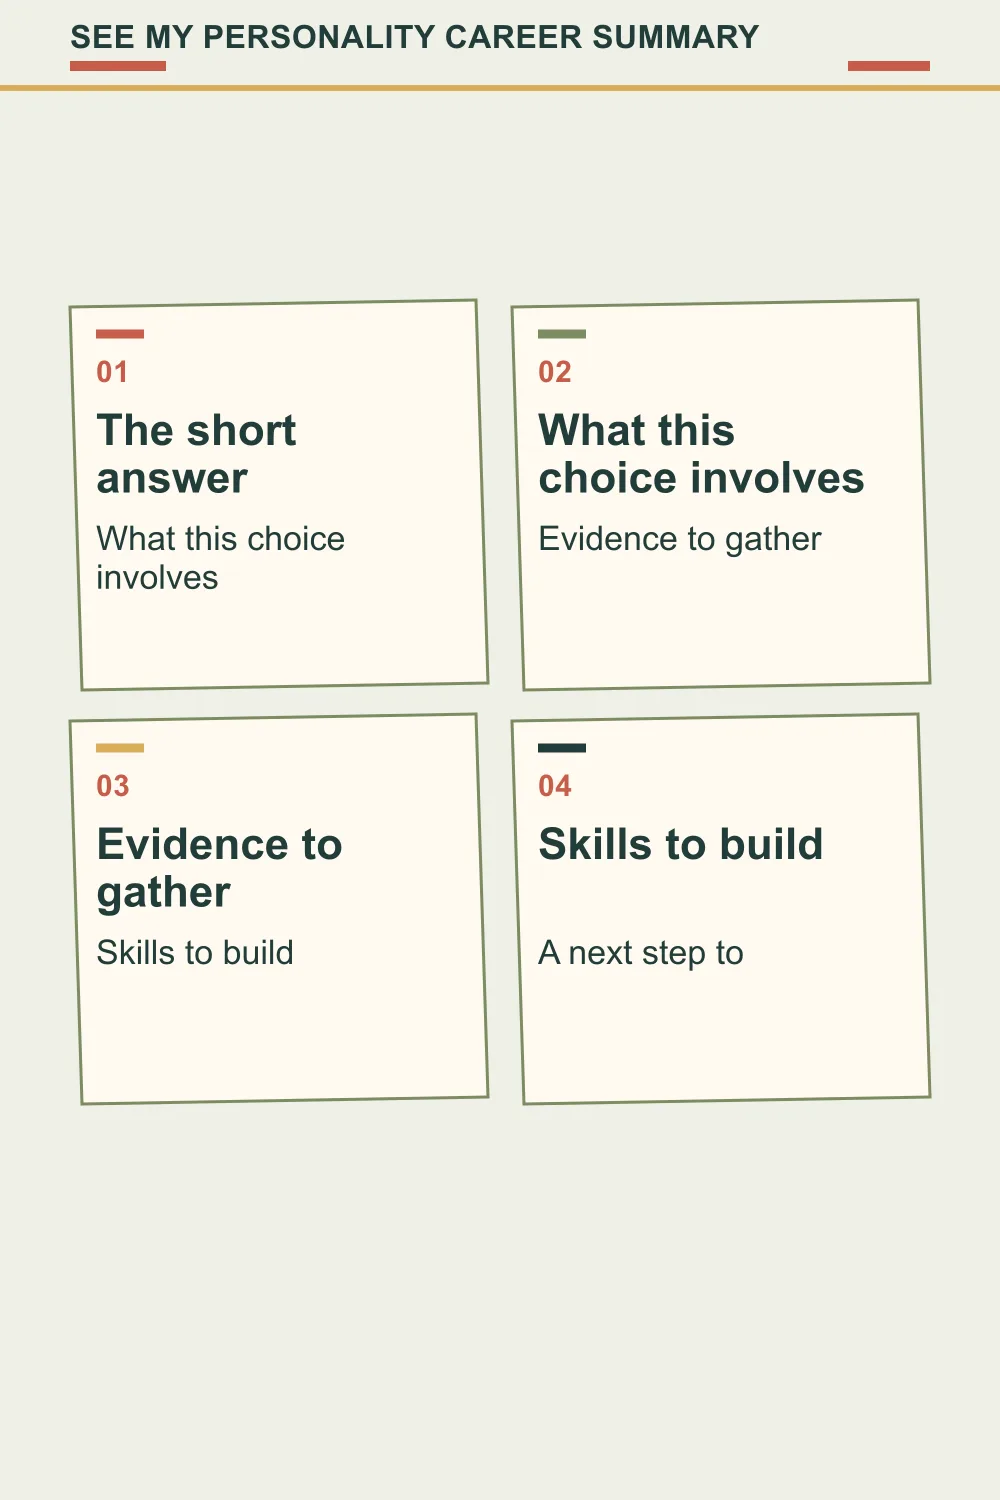 SEE MY PERSONALITY CAREER SUMMARY
01
The short
answer
What this choice
involves
02
What this
choice involves
Evidence to gather
03
Evidence to
gather
Skills to build
04
Skills to build
A next step to